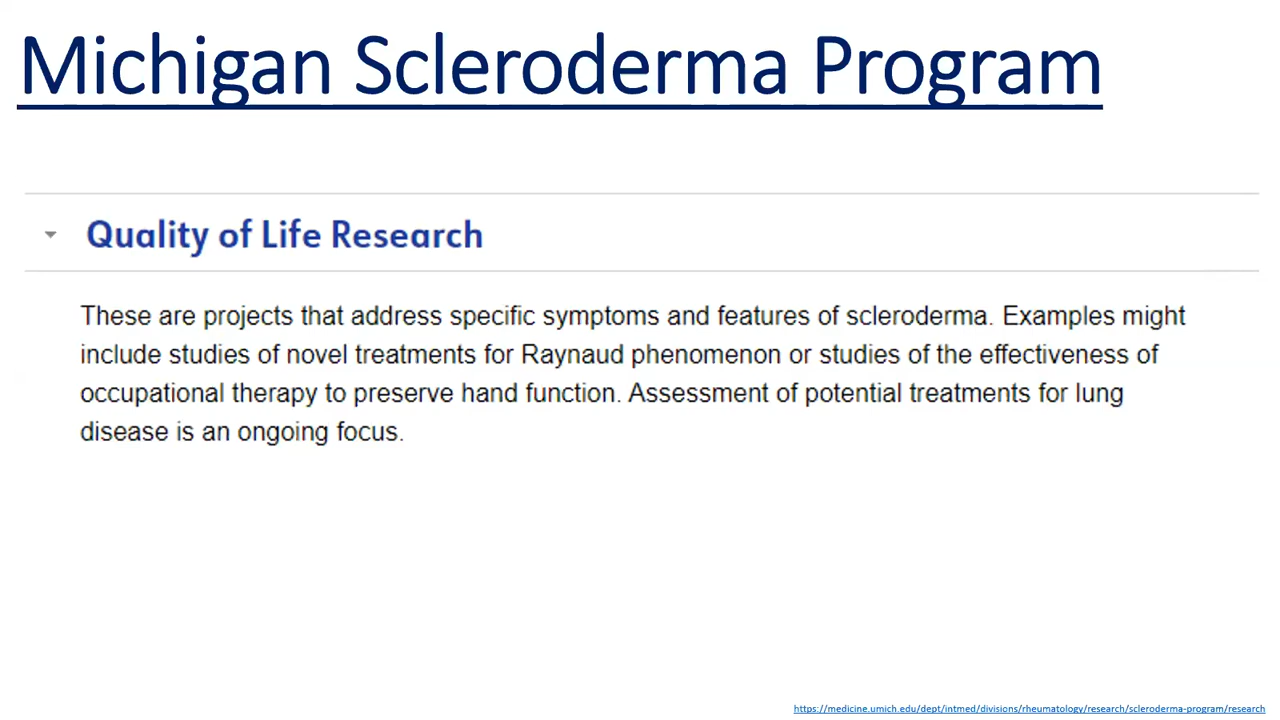 Michigan Scleroderma Program
Quality of Life Research
These are projects that address specific symptoms and features of scleroderma. Examples might
include studies of novel treatments for Raynaud phenomenon or studies of the effectiveness of
occupational therapy to preserve hand function. Assessment of potential treatments for lung
disease is an ongoing focus.
https://medicine.umich.edu/dept/intmed/divisions/rheumatology/research/scleroderma-program/research